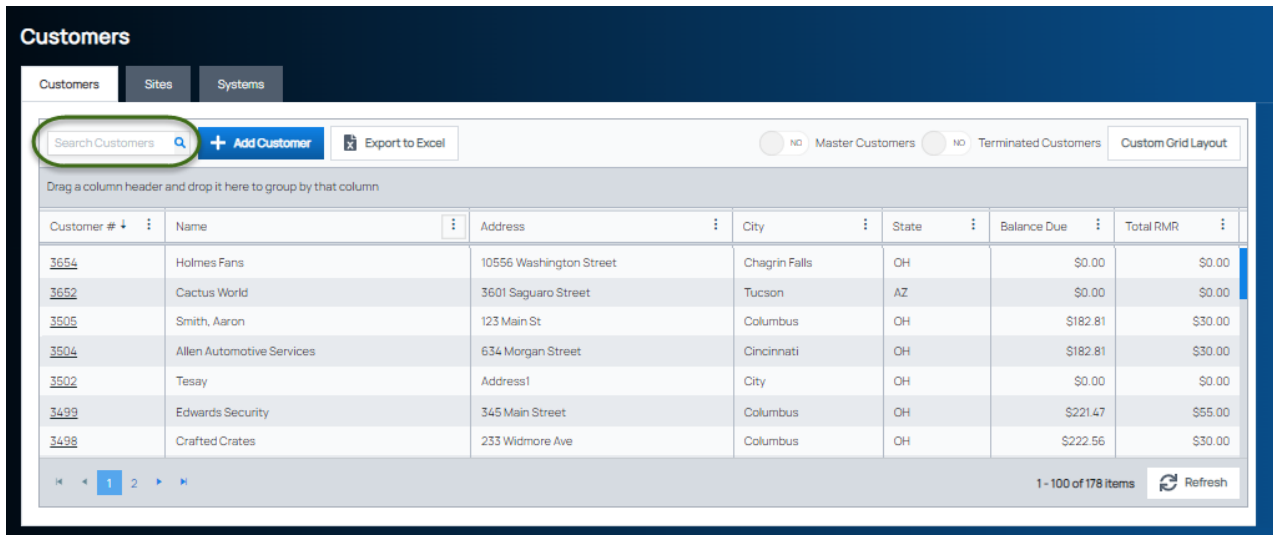 Customers
Customers Sites Systems
Search Customers + Add Customer Export to Excel NO Master Customers NO Terminated Customers Custom Grid Layout
Drag a column header and drop it here to group by that column
Customer # ↓ Name Address City State Balance Due Total RMR
3654 Holmes Fans 10556 Washington Street Chagrin Falls OH $0.00 $0.00
3652 Cactus World 3601 Saguaro Street Tucson AZ $0.00 $0.00
3505 Smith, Aaron 123 Main St Columbus OH $182.81 $30.00
3504 Allen Automotive Services 634 Morgan Street Cincinnati OH $182.81 $30.00
3502 Tesay Address1 City OH $0.00 $0.00
3499 Edwards Security 345 Main Street Columbus OH $221.47 $55.00
3498 Crafted Crates 233 Widmore Ave Columbus OH $222.56 $30.00
1 2 1 - 100 of 178 items Refresh